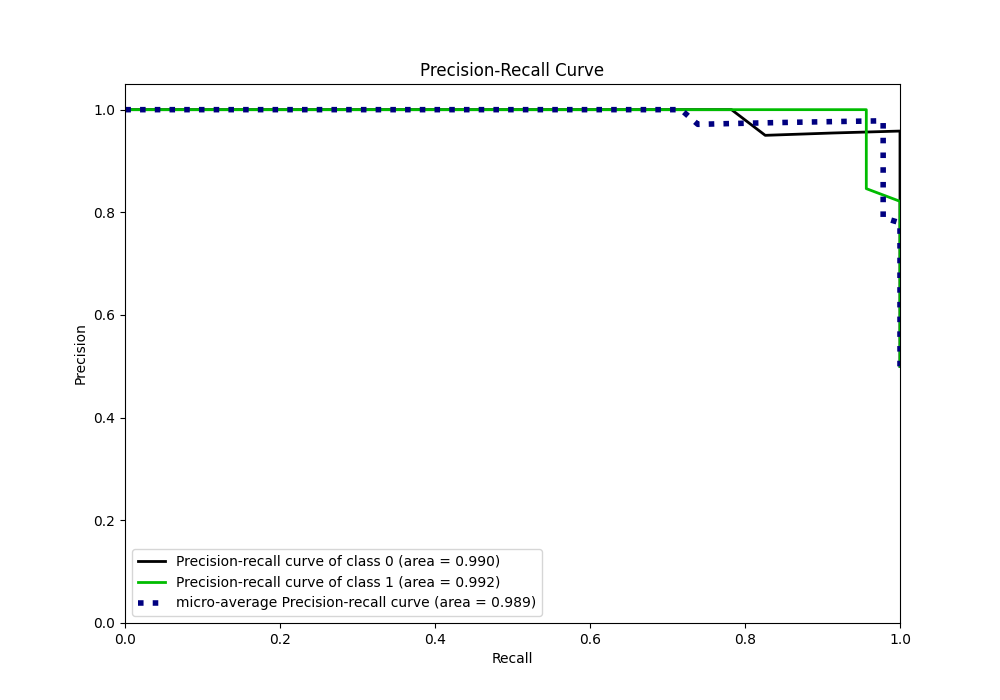 Precision-Recall Curve
1.0
0.8
0.6
0.4
0.2
0.0
Precision
Precision-recall curve of class 0 (area = 0.990)
Precision-recall curve of class 1 (area = 0.992)
micro-average Precision-recall curve (area = 0.989)
0.0 0.2 0.4 0.6 0.8 1.0
Recall